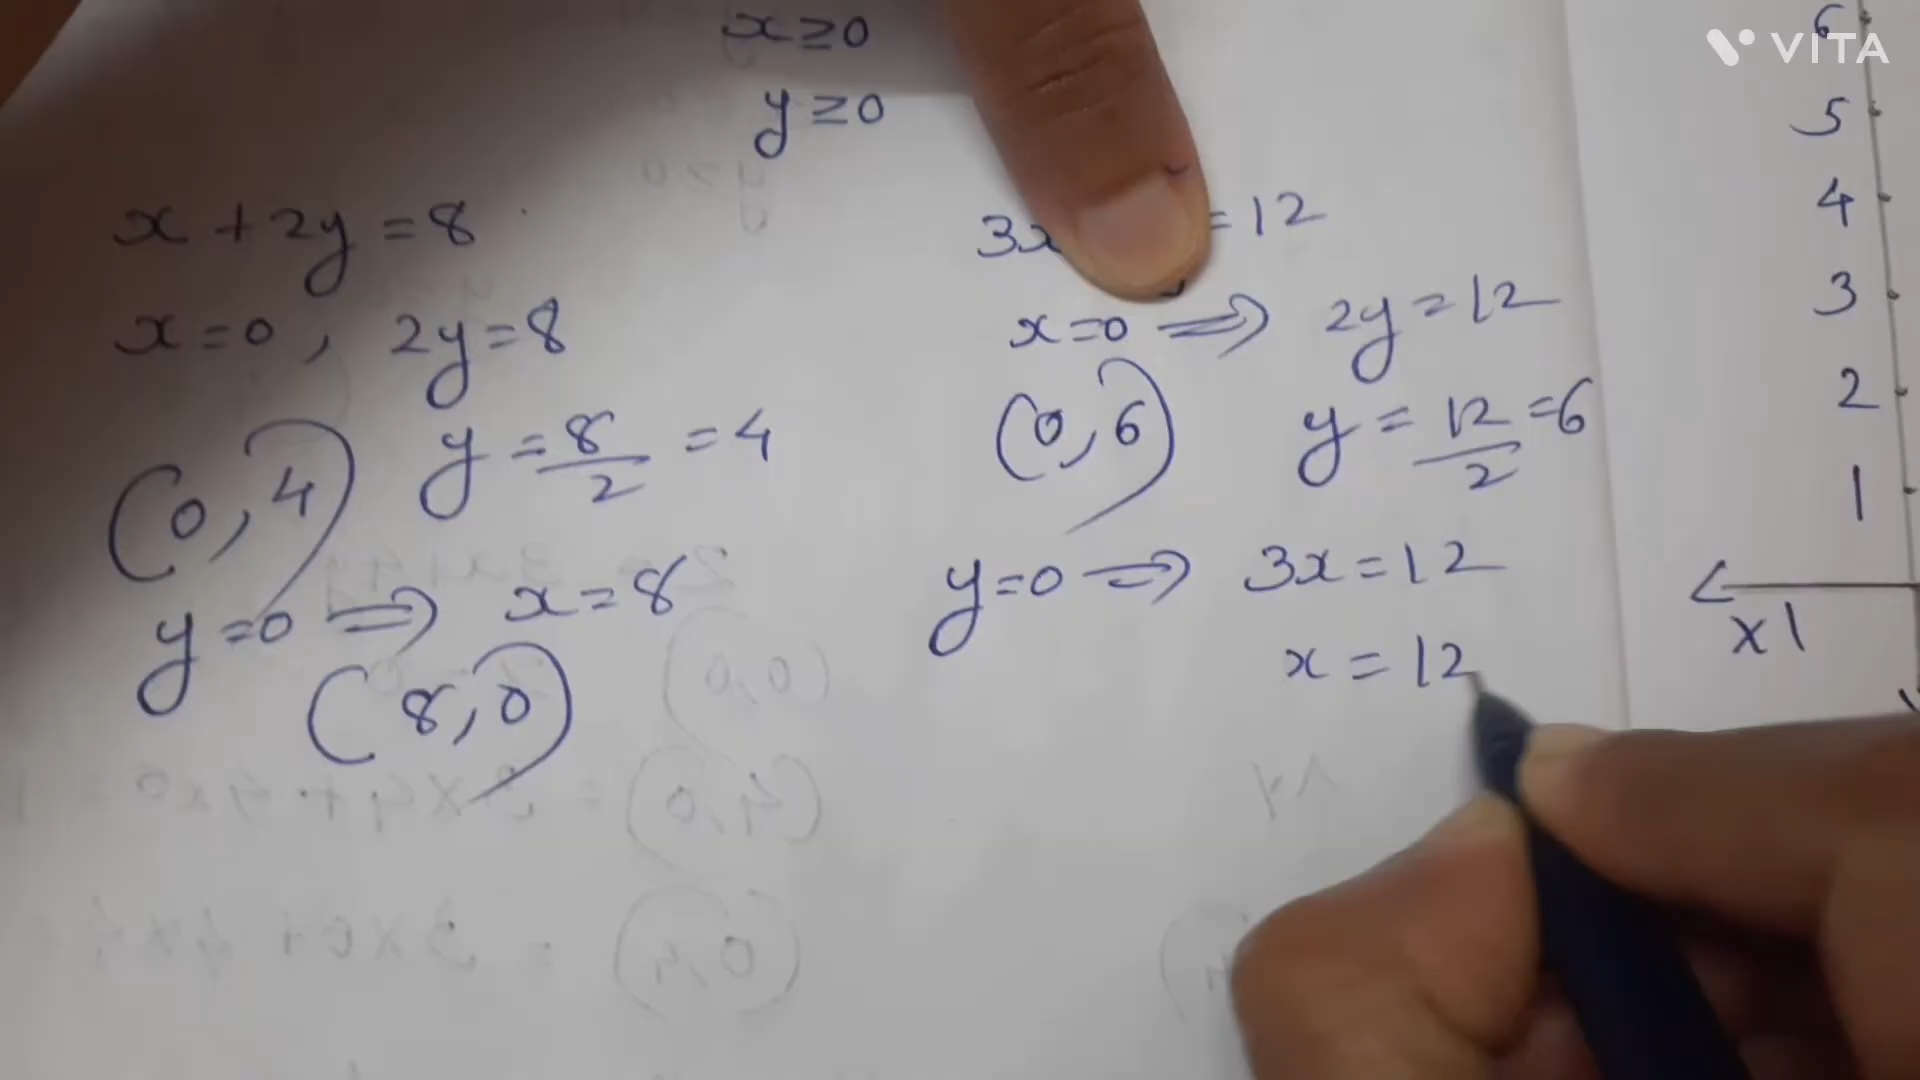 x ≥ 0
y ≥ 0
x + 2y = 8
x = 0, 2y = 8
y = 8/2 = 4
(0, 4)
y = 0 ⇒ x = 8
(8, 0)
3x = 12
x = 0 ⇒ 2y = 12
(0, 6) y = 12/2 = 6
y = 0 ⇒ 3x = 12
x = 12
6
5
4
3
2
1
x1
VITA